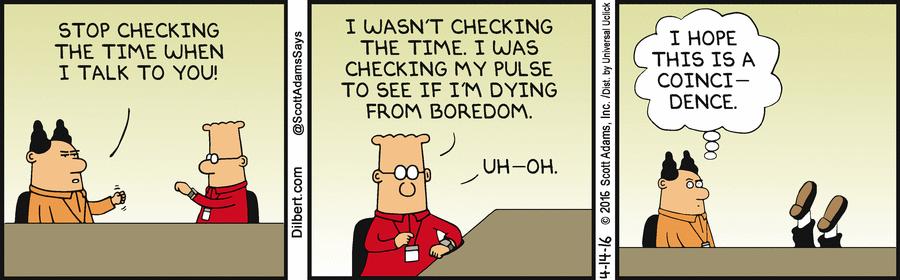 STOP CHECKING
THE TIME WHEN
I TALK TO YOU!
Dilbert.com @ScottAdamsSays
I WASN'T CHECKING
THE TIME. I WAS
CHECKING MY PULSE
TO SEE IF I'M DYING
FROM BOREDOM.
UH—OH.
4-14-16 © 2016 Scott Adams, Inc. /Dist. by Universal Uclick
I HOPE
THIS IS A
COINCI—
DENCE.